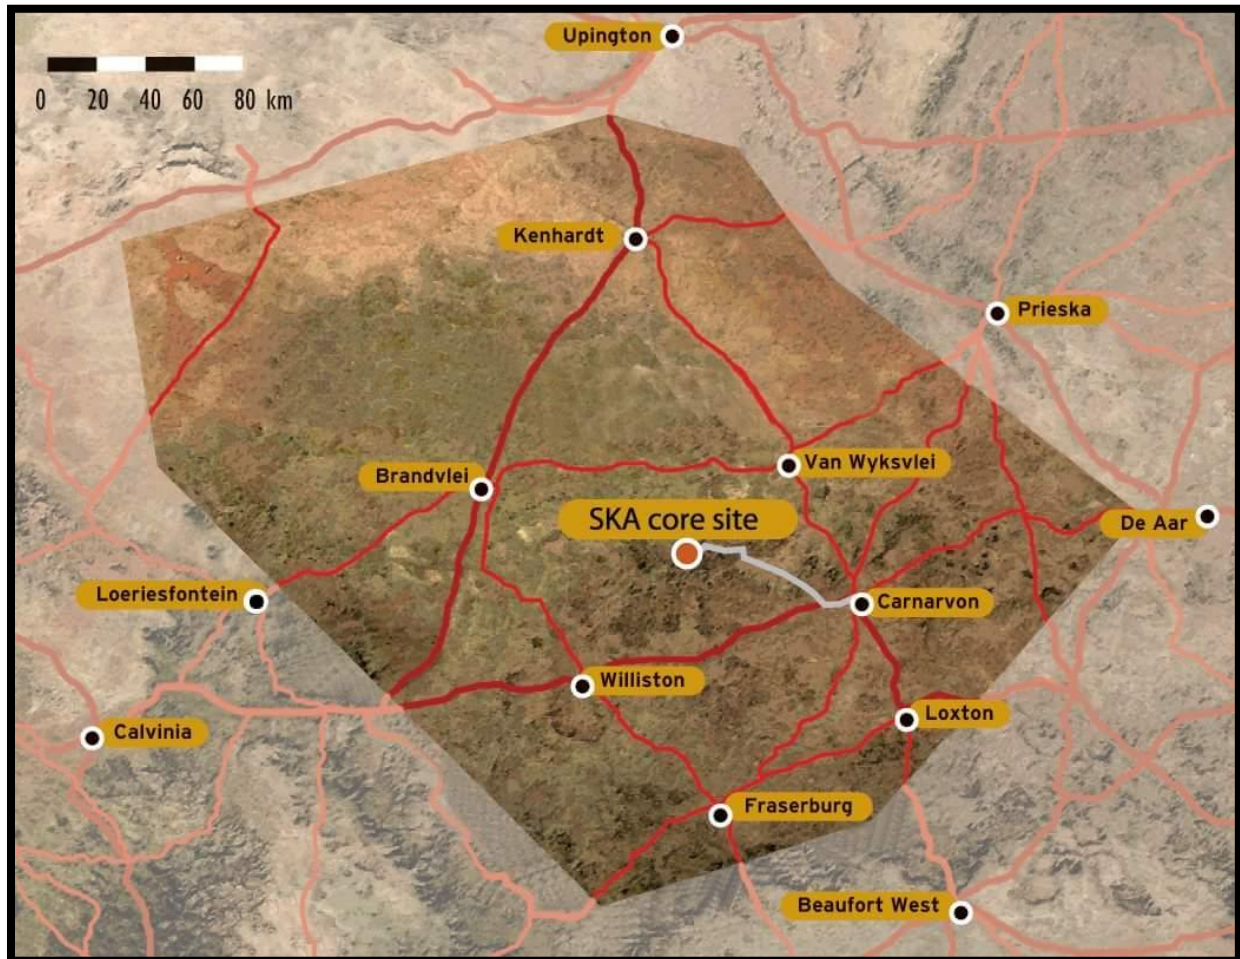 Upington
0 20 40 60 80 km
Kenhardt
Prieska
Van Wyksvlei
Brandvlei
SKA core site
De Aar
Loeriesfontein
Carnarvon
Williston
Loxton
Calvinia
Fraserburg
Beaufort West